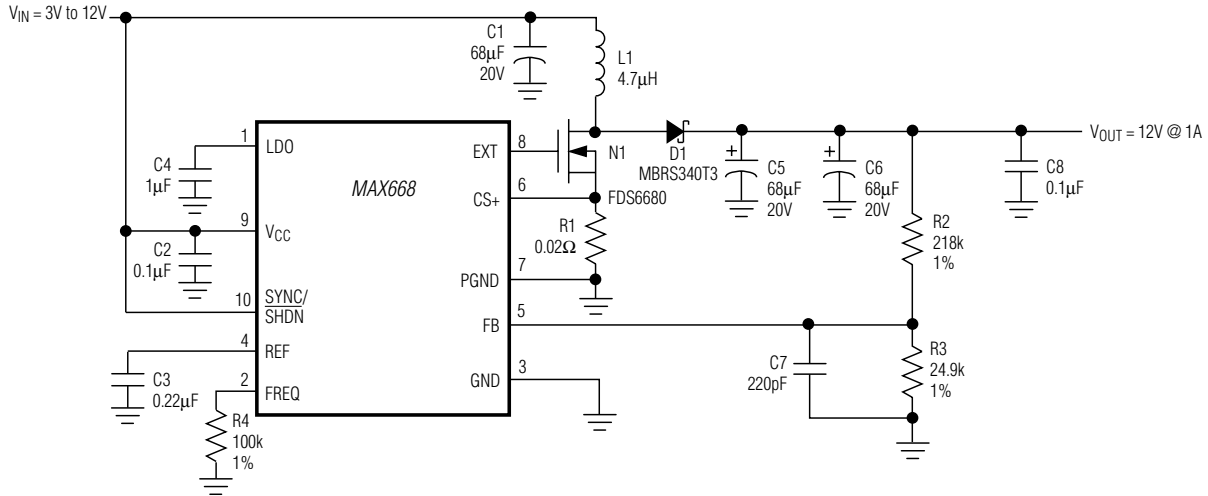 V_IN = 3V to 12V
C1
68µF
20V
L1
4.7µH
1
LDO
C4
1µF
MAX668
EXT
8
N1
FDS6680
D1
MBRS340T3
V_OUT = 12V @ 1A
C5
68µF
20V
C6
68µF
20V
C8
0.1µF
CS+
6
R1
0.02Ω
R2
218k
1%
9
V_CC
C2
0.1µF
PGND
7
10
SYNC/
SHDN
FB
5
4
REF
C3
0.22µF
C7
220pF
R3
24.9k
1%
GND
3
2
FREQ
R4
100k
1%